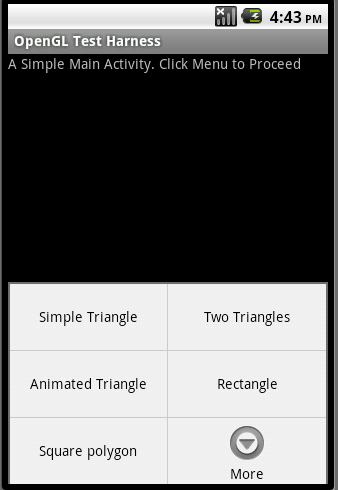 4:43 PM
OpenGL Test Harness
A Simple Main Activity. Click Menu to Proceed
Simple Triangle
Two Triangles
Animated Triangle
Rectangle
Square polygon
More